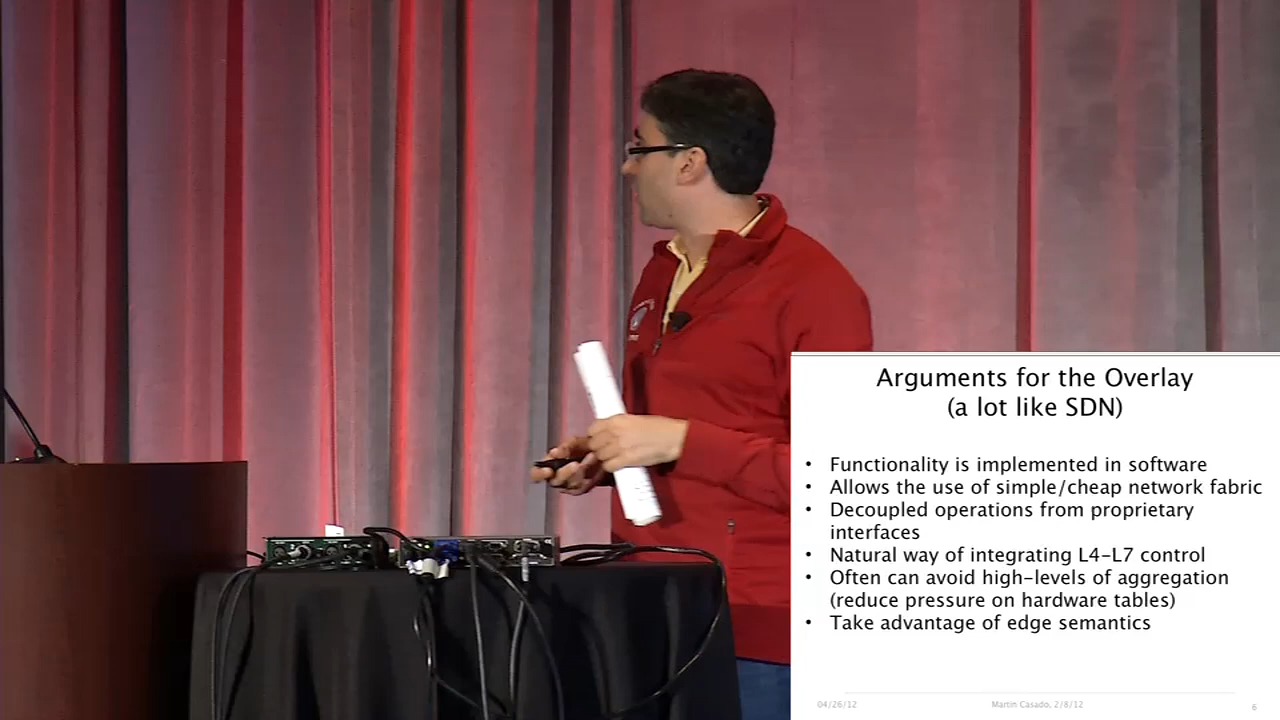 Arguments for the Overlay
(a lot like SDN)
• Functionality is implemented in software
• Allows the use of simple/cheap network fabric
• Decoupled operations from proprietary
interfaces
• Natural way of integrating L4-L7 control
• Often can avoid high-levels of aggregation
(reduce pressure on hardware tables)
• Take advantage of edge semantics
04/26/12
Martin Casado, 2/8/12
6